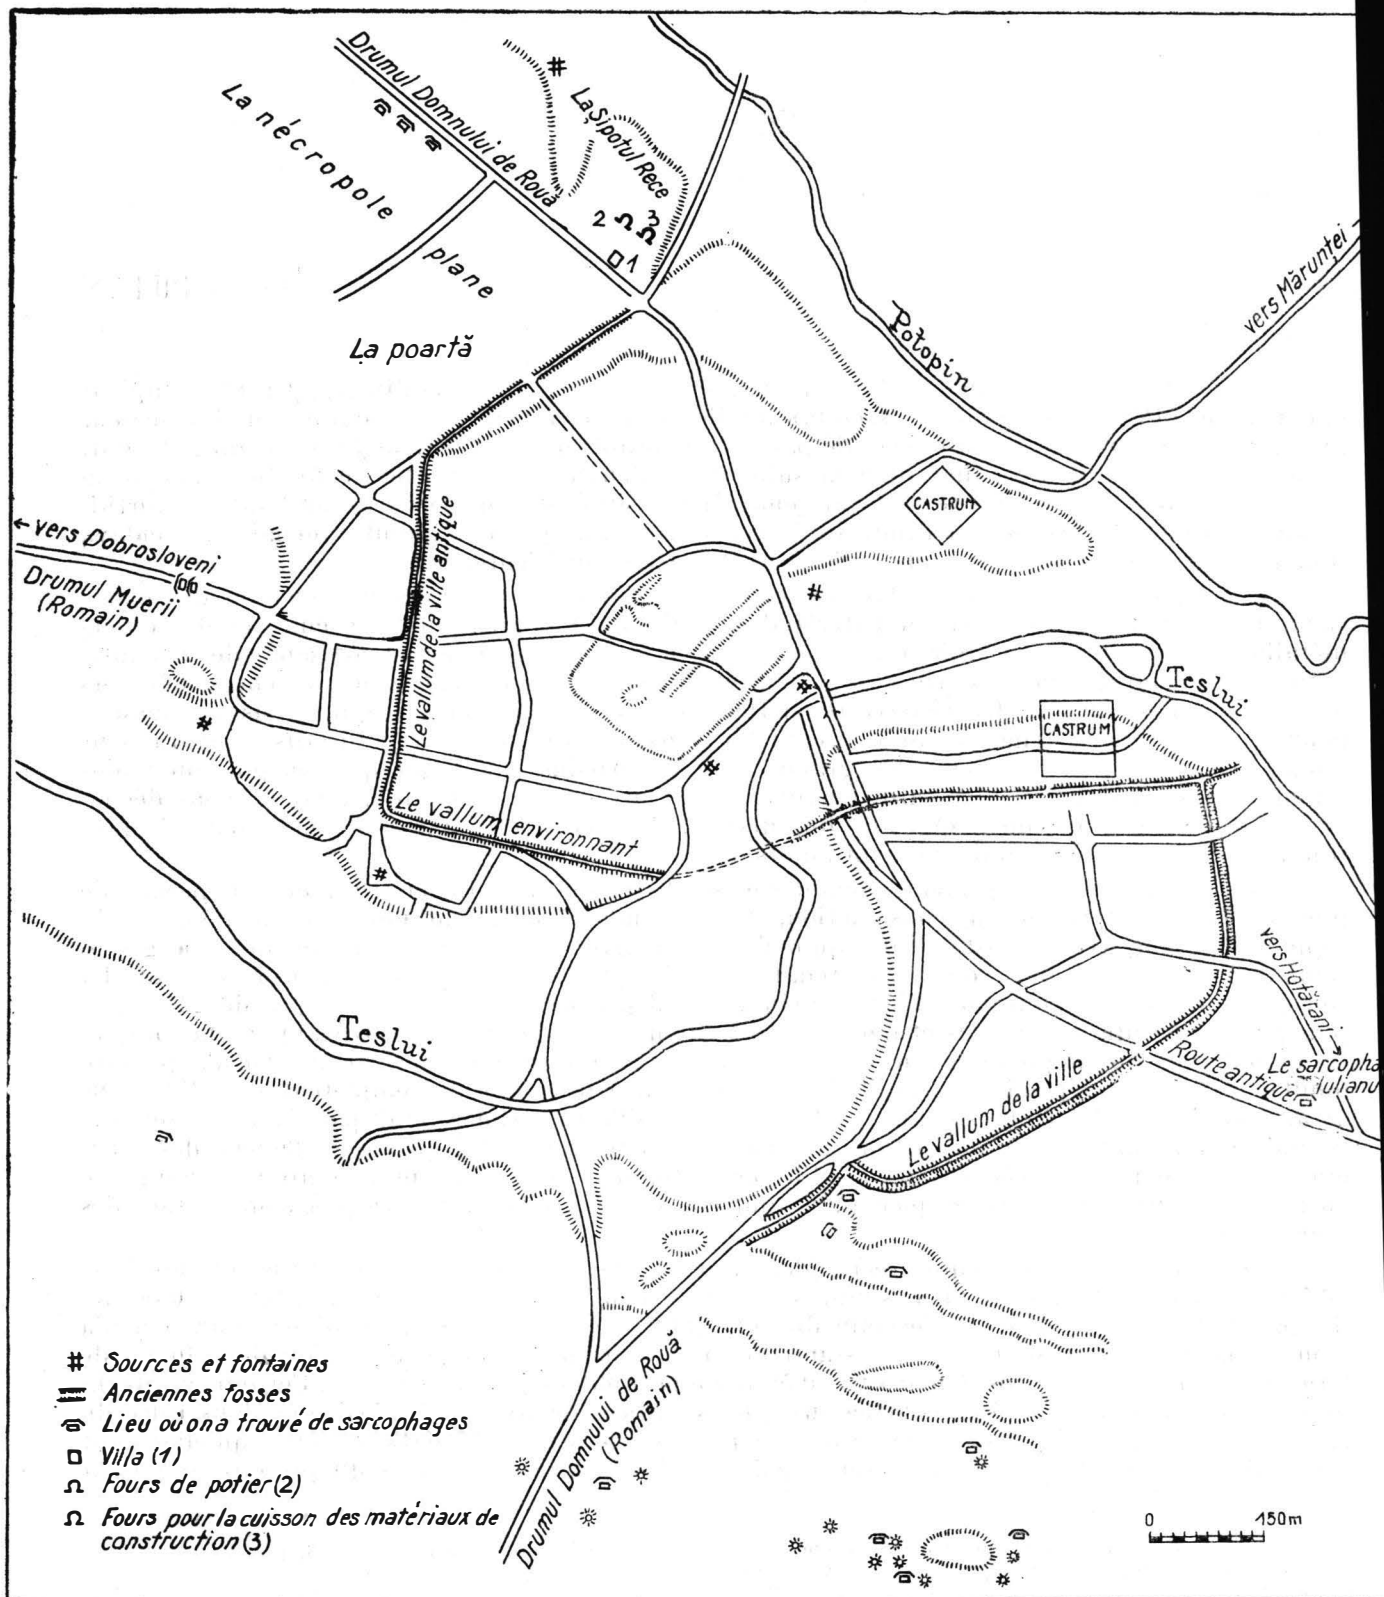 Drumul Domnului de Rouă
La nécropole
plane
La Șipotul Rece
2
3
1
La poartă
Potopin
vers Mărunței
CASTRUM
← vers Dobrosloveni
Drumul Muerii
(Romain)
Le vallum de la ville antique
Teslui
CASTRUM
Le vallum environnant
vers Hotărani →
Teslui
Route antique
Le sarcopha
Iulianu
Le vallum de la ville
Drumul Domnului de Rouă
(Romain)
# Sources et fontaines
Anciennes fosses
Lieu où on a trouvé de sarcophages
Villa (1)
Fours de potier (2)
Fours pour la cuisson des matériaux de
construction (3)
0 150m